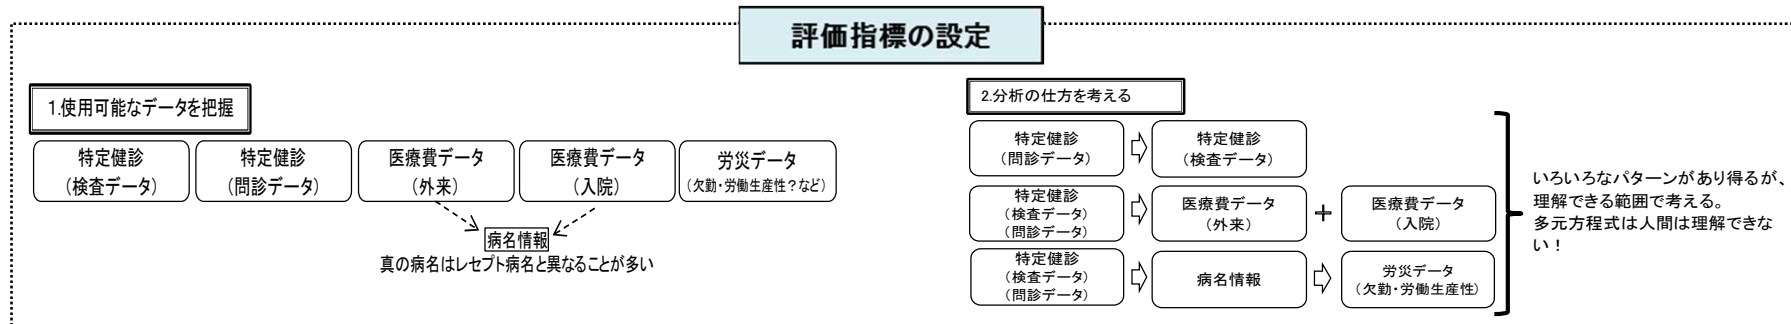 評価指標の設定
1.使用可能なデータを把握
特定健診
（検査データ）
特定健診
（問診データ）
医療費データ
（外来）
医療費データ
（入院）
労災データ
（欠勤・労働生産性？など）
病名情報
真の病名はレセプト病名と異なることが多い
2.分析の仕方を考える
特定健診
（問診データ）
特定健診
（検査データ）
特定健診
（検査データ）
（問診データ）
医療費データ
（外来）
+
医療費データ
（入院）
特定健診
（検査データ）
（問診データ）
病名情報
労災データ
（欠勤・労働生産性）
いろいろなパターンがあり得るが、
理解できる範囲で考える。
多元方程式は人間は理解できな
い！